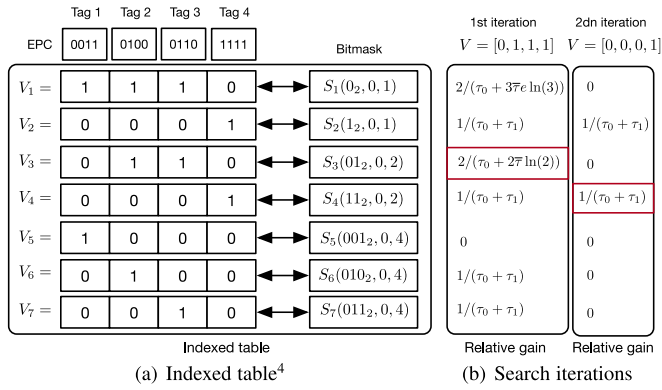 Tag 1 Tag 2 Tag 3 Tag 4
EPC 0011 0100 0110 1111 Bitmask
1st iteration 2dn iteration
V = [0, 1, 1, 1] V = [0, 0, 0, 1]
V₁ = 1 1 1 0 S₁(0₂, 0, 1) 2/(τ₀ + 3τ̅e ln(3)) 0
V₂ = 0 0 0 1 S₂(1₂, 0, 1) 1/(τ₀ + τ₁) 1/(τ₀ + τ₁)
V₃ = 0 1 1 0 S₃(01₂, 0, 2) 2/(τ₀ + 2τ̅ ln(2)) 0
V₄ = 0 0 0 1 S₄(11₂, 0, 2) 1/(τ₀ + τ₁) 1/(τ₀ + τ₁)
V₅ = 1 0 0 0 S₅(001₂, 0, 4) 0 0
V₆ = 0 1 0 0 S₆(010₂, 0, 4) 1/(τ₀ + τ₁) 0
V₇ = 0 0 1 0 S₇(011₂, 0, 4) 1/(τ₀ + τ₁) 0
Indexed table Relative gain Relative gain
(a) Indexed table⁴ (b) Search iterations